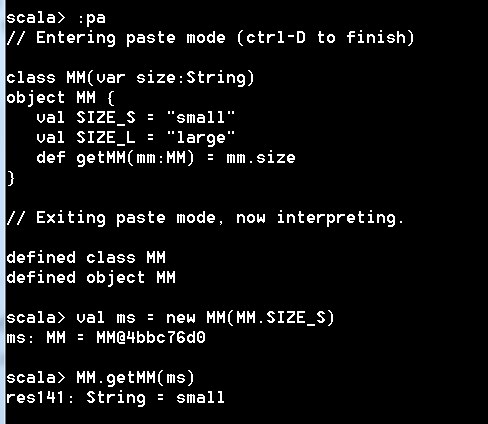 scala> :pa
// Entering paste mode (ctrl-D to finish)
class MM(var size:String)
object MM {
   val SIZE_S = "small"
   val SIZE_L = "large"
   def getMM(mm:MM) = mm.size
}
// Exiting paste mode, now interpreting.
defined class MM
defined object MM
scala> val ms = new MM(MM.SIZE_S)
ms: MM = MM@4bbc76d0
scala> MM.getMM(ms)
res141: String = small